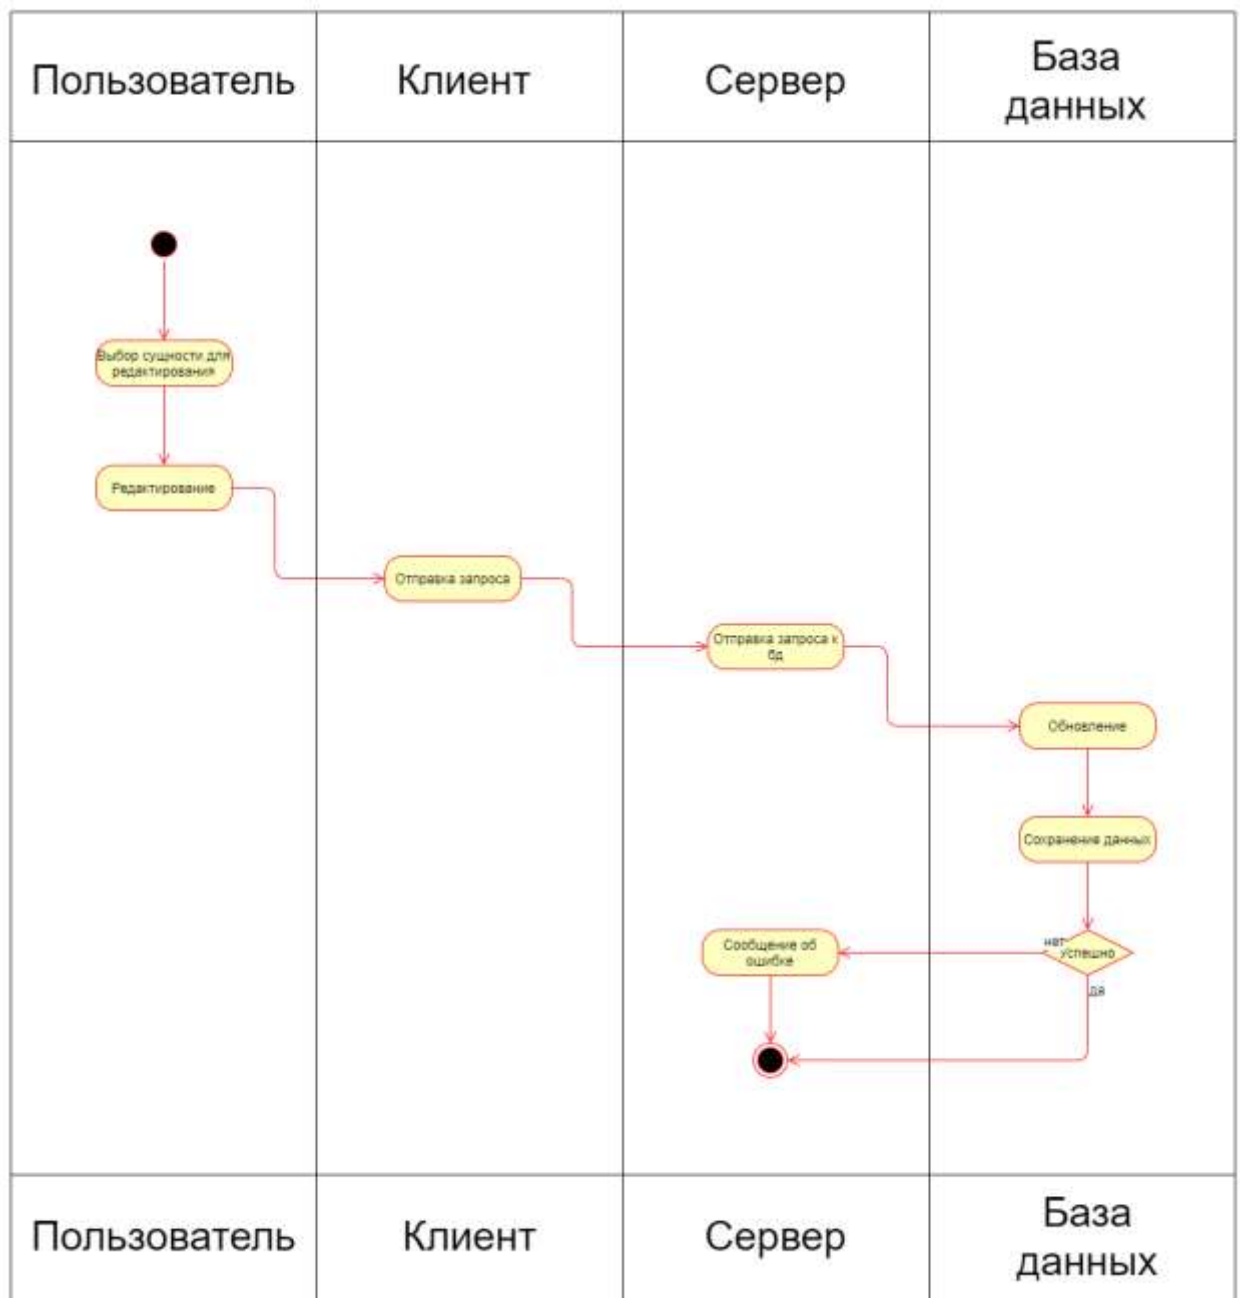 Пользователь
Клиент
Сервер
База
данных
Выбор сущности для
редактирования
Редактирование
Отправка запроса
Отправка запроса к
бд
Обновление
Сохранение данных
нет
успешно
да
Сообщение об
ошибке
Пользователь
Клиент
Сервер
База
данных